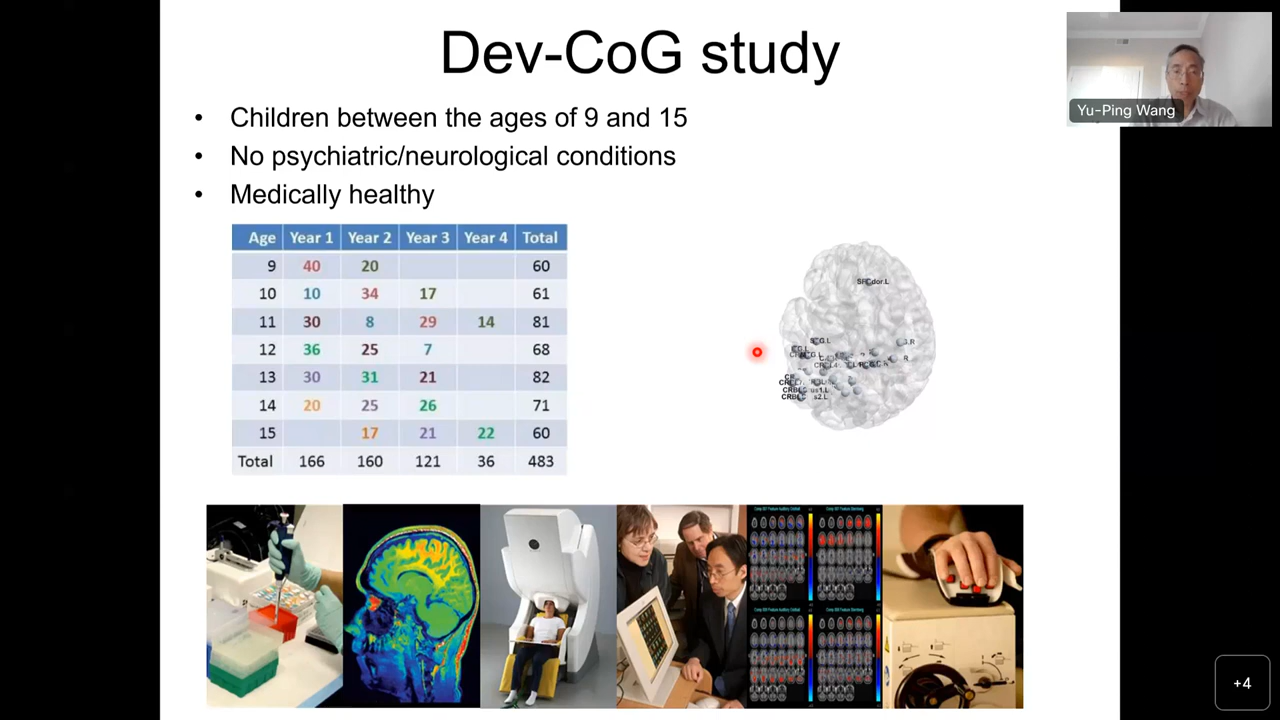 Dev-CoG study
Yu-Ping Wang
• Children between the ages of 9 and 15
• No psychiatric/neurological conditions
• Medically healthy
Age Year 1 Year 2 Year 3 Year 4 Total
9 40 20 60
10 10 34 17 61
11 30 8 29 14 81
12 36 25 7 68
13 30 31 21 82
14 20 25 26 71
15 17 21 22 60
Total 166 160 121 36 483
+4